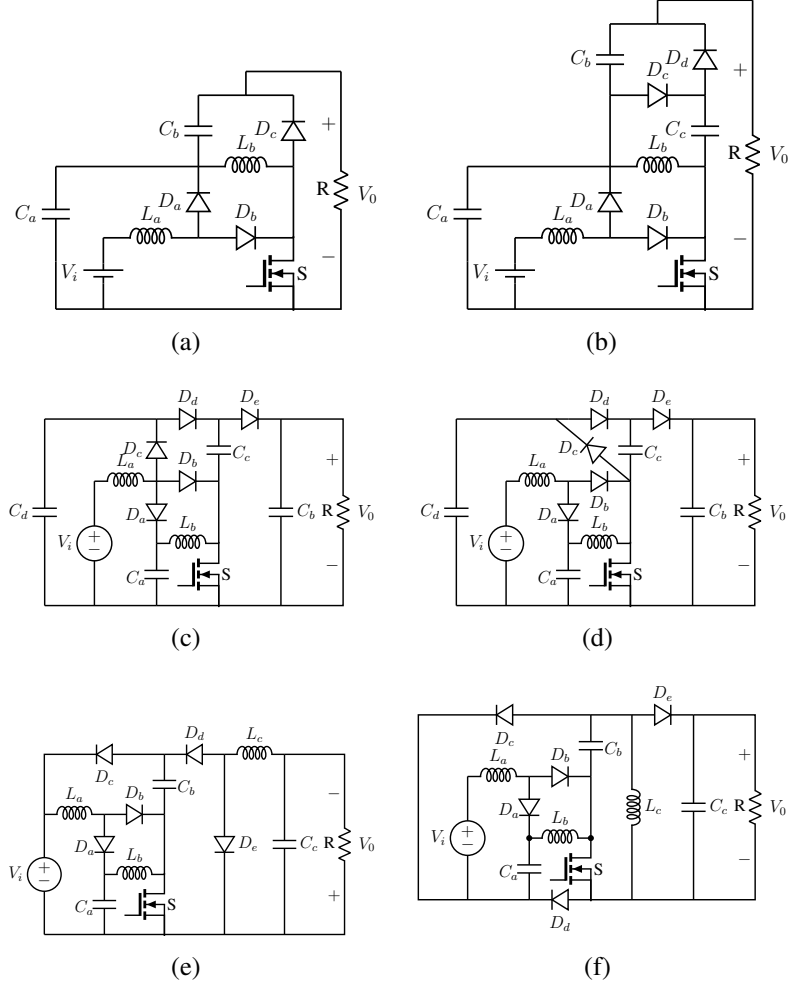 C_b
D_c
+
L_b
C_a
D_a
R
V_0
L_a
D_b
V_i
S
−
(a)
C_b
D_d
D_c
+
C_c
L_b
R
V_0
C_a
D_a
L_a
D_b
V_i
S
−
(b)
D_d
D_e
D_c
C_c
+
L_a
D_b
C_d
D_a
L_b
C_b
R
V_0
V_i
+
−
C_a
S
−
(c)
D_d
D_e
D_c
C_c
+
L_a
D_b
C_d
D_a
L_b
C_b
R
V_0
V_i
+
−
C_a
S
−
(d)
D_d
L_c
D_c
C_b
−
L_a
D_b
D_a
L_b
D_e
C_c
R
V_0
V_i
+
−
C_a
S
+
(e)
D_e
D_c
C_b
+
L_a
D_b
D_a
L_b
L_c
C_c
R
V_0
V_i
+
−
C_a
S
−
D_d
(f)